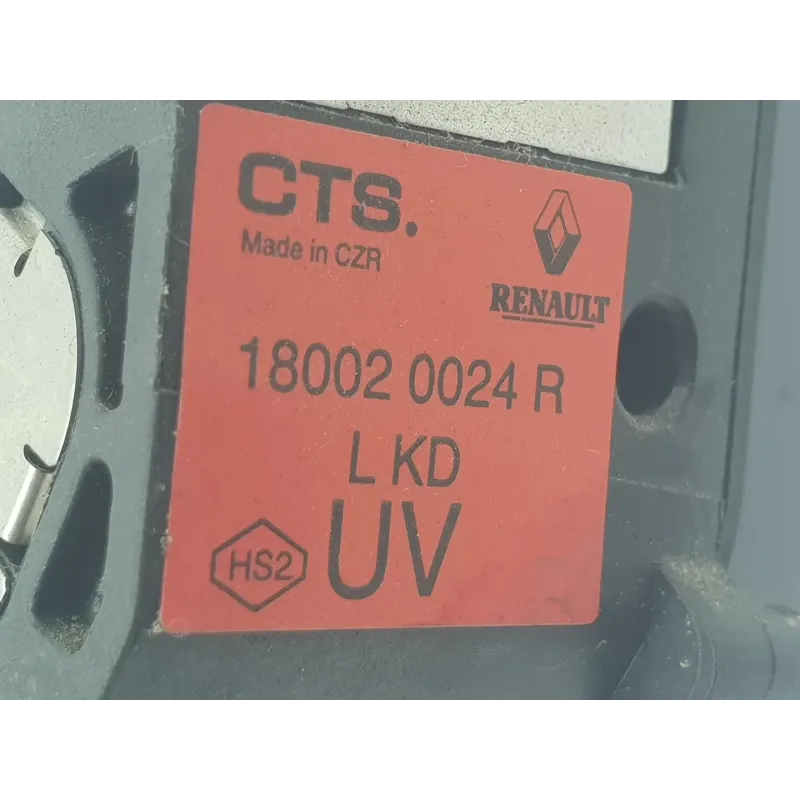 CTS.
Made in CZR
RENAULT
18002 0024 R
L KD
UV
HS2